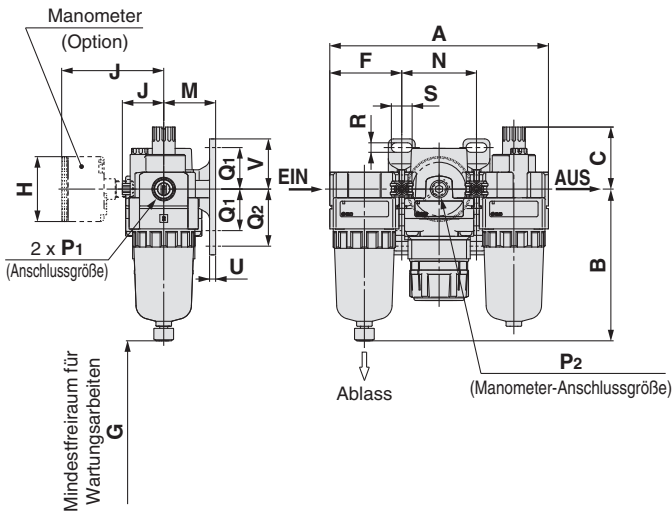 Manometer
(Option)
A
J
F
N
J
M
S
R
Q1
V
C
H
EIN
AUS
Q1
Q2
2 x P1
(Anschlussgröße)
U
B
P2
(Manometer-Anschlussgröße)
Ablass
G
Mindestfreiraum für
Wartungsarbeiten